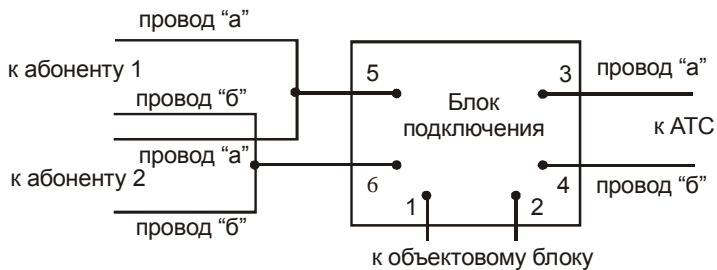 провод “а”
к абоненту 1
провод “б”
провод “а”
к абоненту 2
провод “б”
5
3
Блок
подключения
6
4
1
2
провод “а”
к АТС
провод “б”
к объектовому блоку